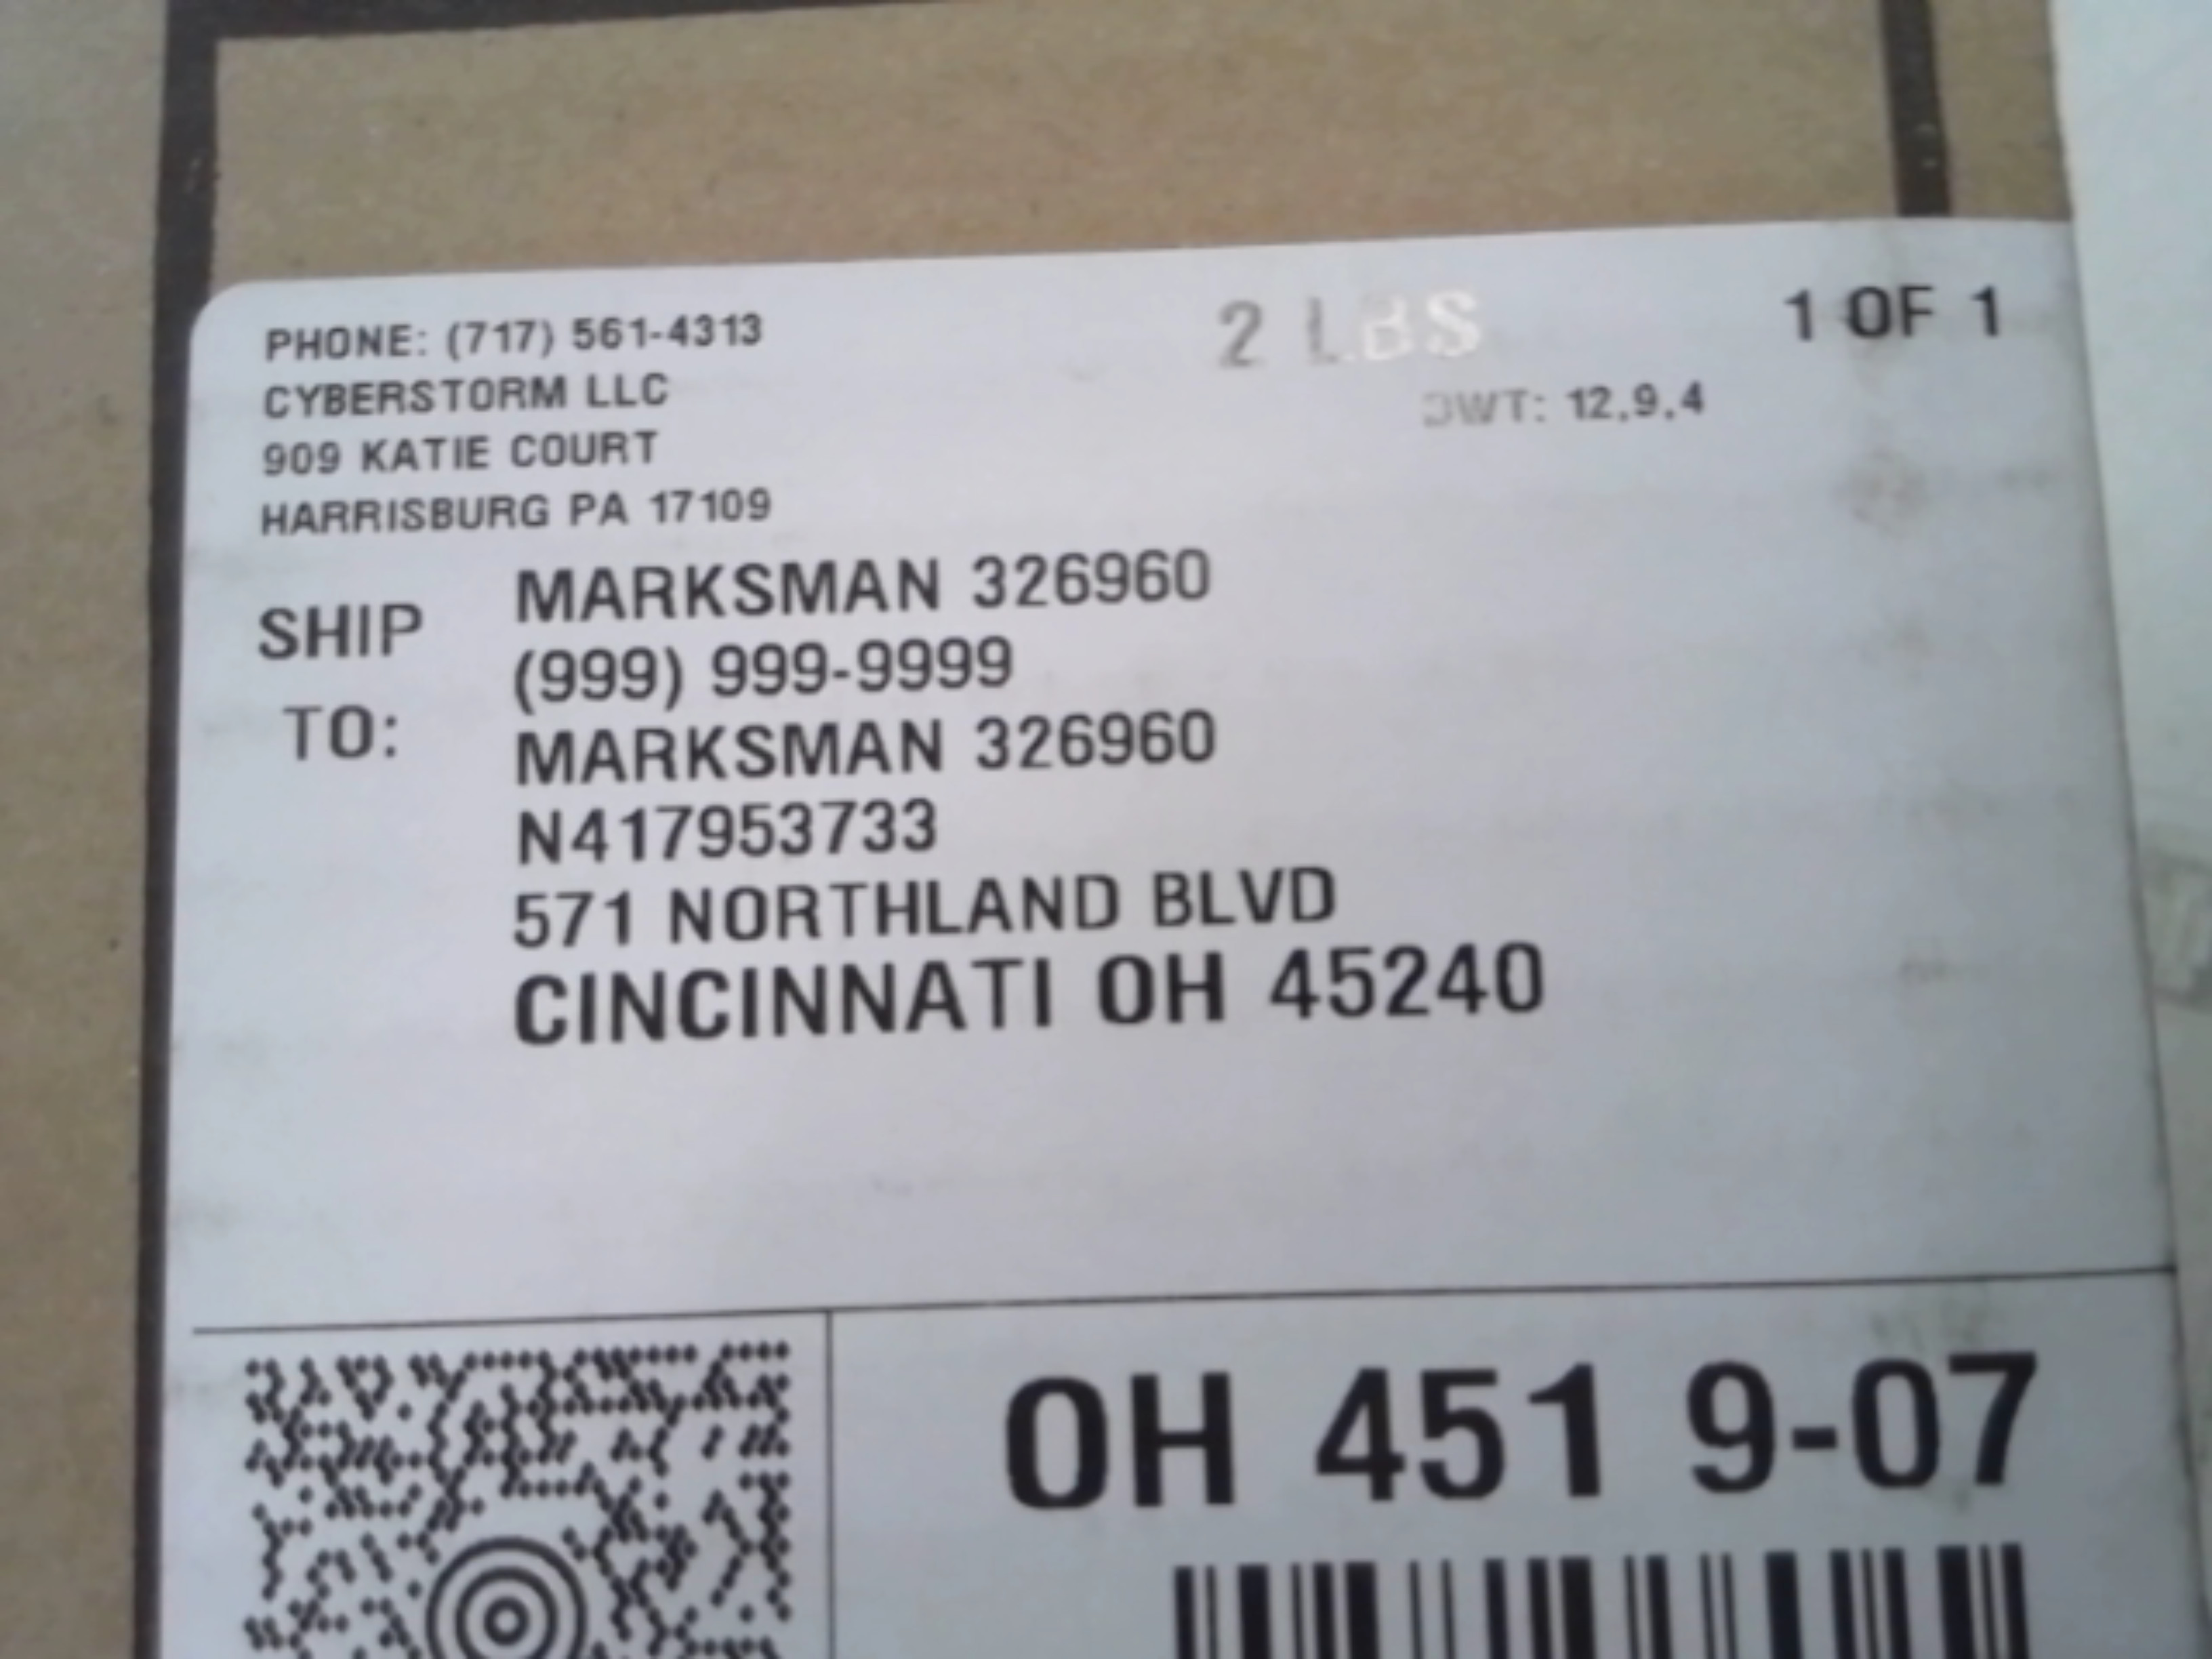 PHONE: (717) 561-4313
CYBERSTORM LLC
909 KATIE COURT
HARRISBURG PA 17109
2 LBS
DWT: 12,9,4
1 OF 1
SHIP TO:
MARKSMAN 326960
(999) 999-9999
MARKSMAN 326960
N417953733
571 NORTHLAND BLVD
CINCINNATI OH 45240
OH 451 9-07